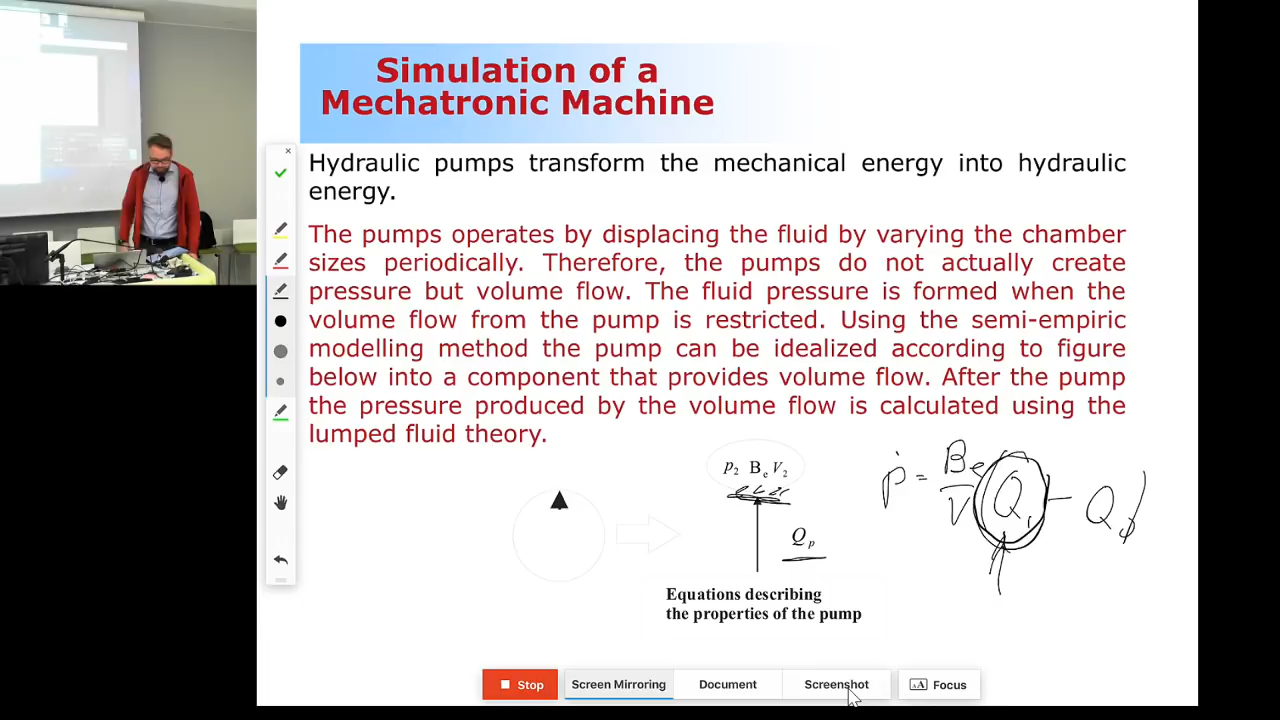 Simulation of a
Mechatronic Machine
Hydraulic pumps transform the mechanical energy into hydraulic
energy.
The pumps operates by displacing the fluid by varying the chamber
sizes periodically. Therefore, the pumps do not actually create
pressure but volume flow. The fluid pressure is formed when the
volume flow from the pump is restricted. Using the semi-empiric
modelling method the pump can be idealized according to figure
below into a component that provides volume flow. After the pump
the pressure produced by the volume flow is calculated using the
lumped fluid theory.
p₂ Bₑ V₂
Qₚ
Equations describing
the properties of the pump
Stop
Screen Mirroring
Document
Screenshot
AA Focus